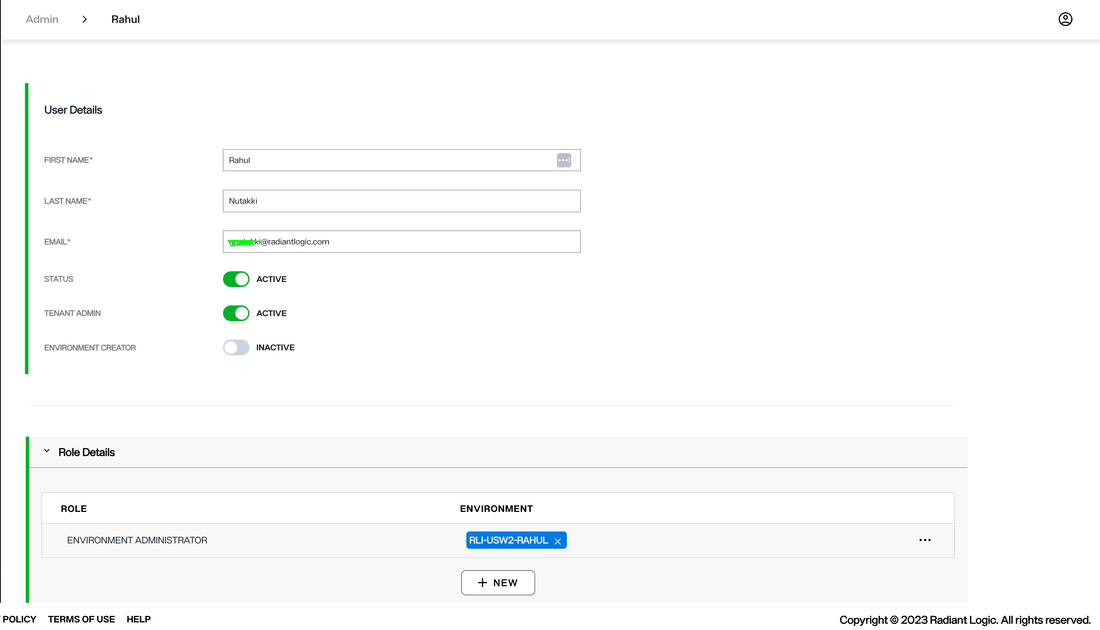 Admin > Rahul
User Details
FIRST NAME* Rahul
LAST NAME* Nutakki
EMAIL* ki@radiantlogic.com
STATUS ACTIVE
TENANT ADMIN ACTIVE
ENVIRONMENT CREATOR INACTIVE
Role Details
ROLE ENVIRONMENT
ENVIRONMENT ADMINISTRATOR RLI-USW2-RAHUL ×
+ NEW
POLICY TERMS OF USE HELP Copyright © 2023 Radiant Logic. All rights reserved.